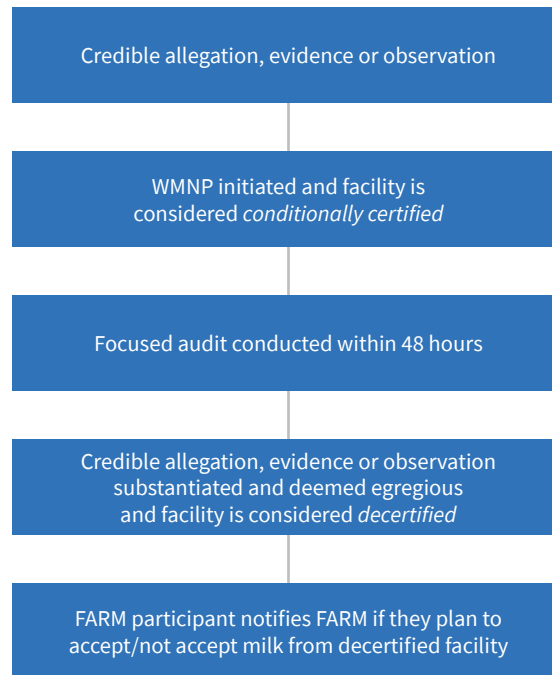 Credible allegation, evidence or observation
WMNP initiated and facility is
considered conditionally certified
Focused audit conducted within 48 hours
Credible allegation, evidence or observation
substantiated and deemed egregious
and facility is considered decertified
FARM participant notifies FARM if they plan to
accept/not accept milk from decertified facility